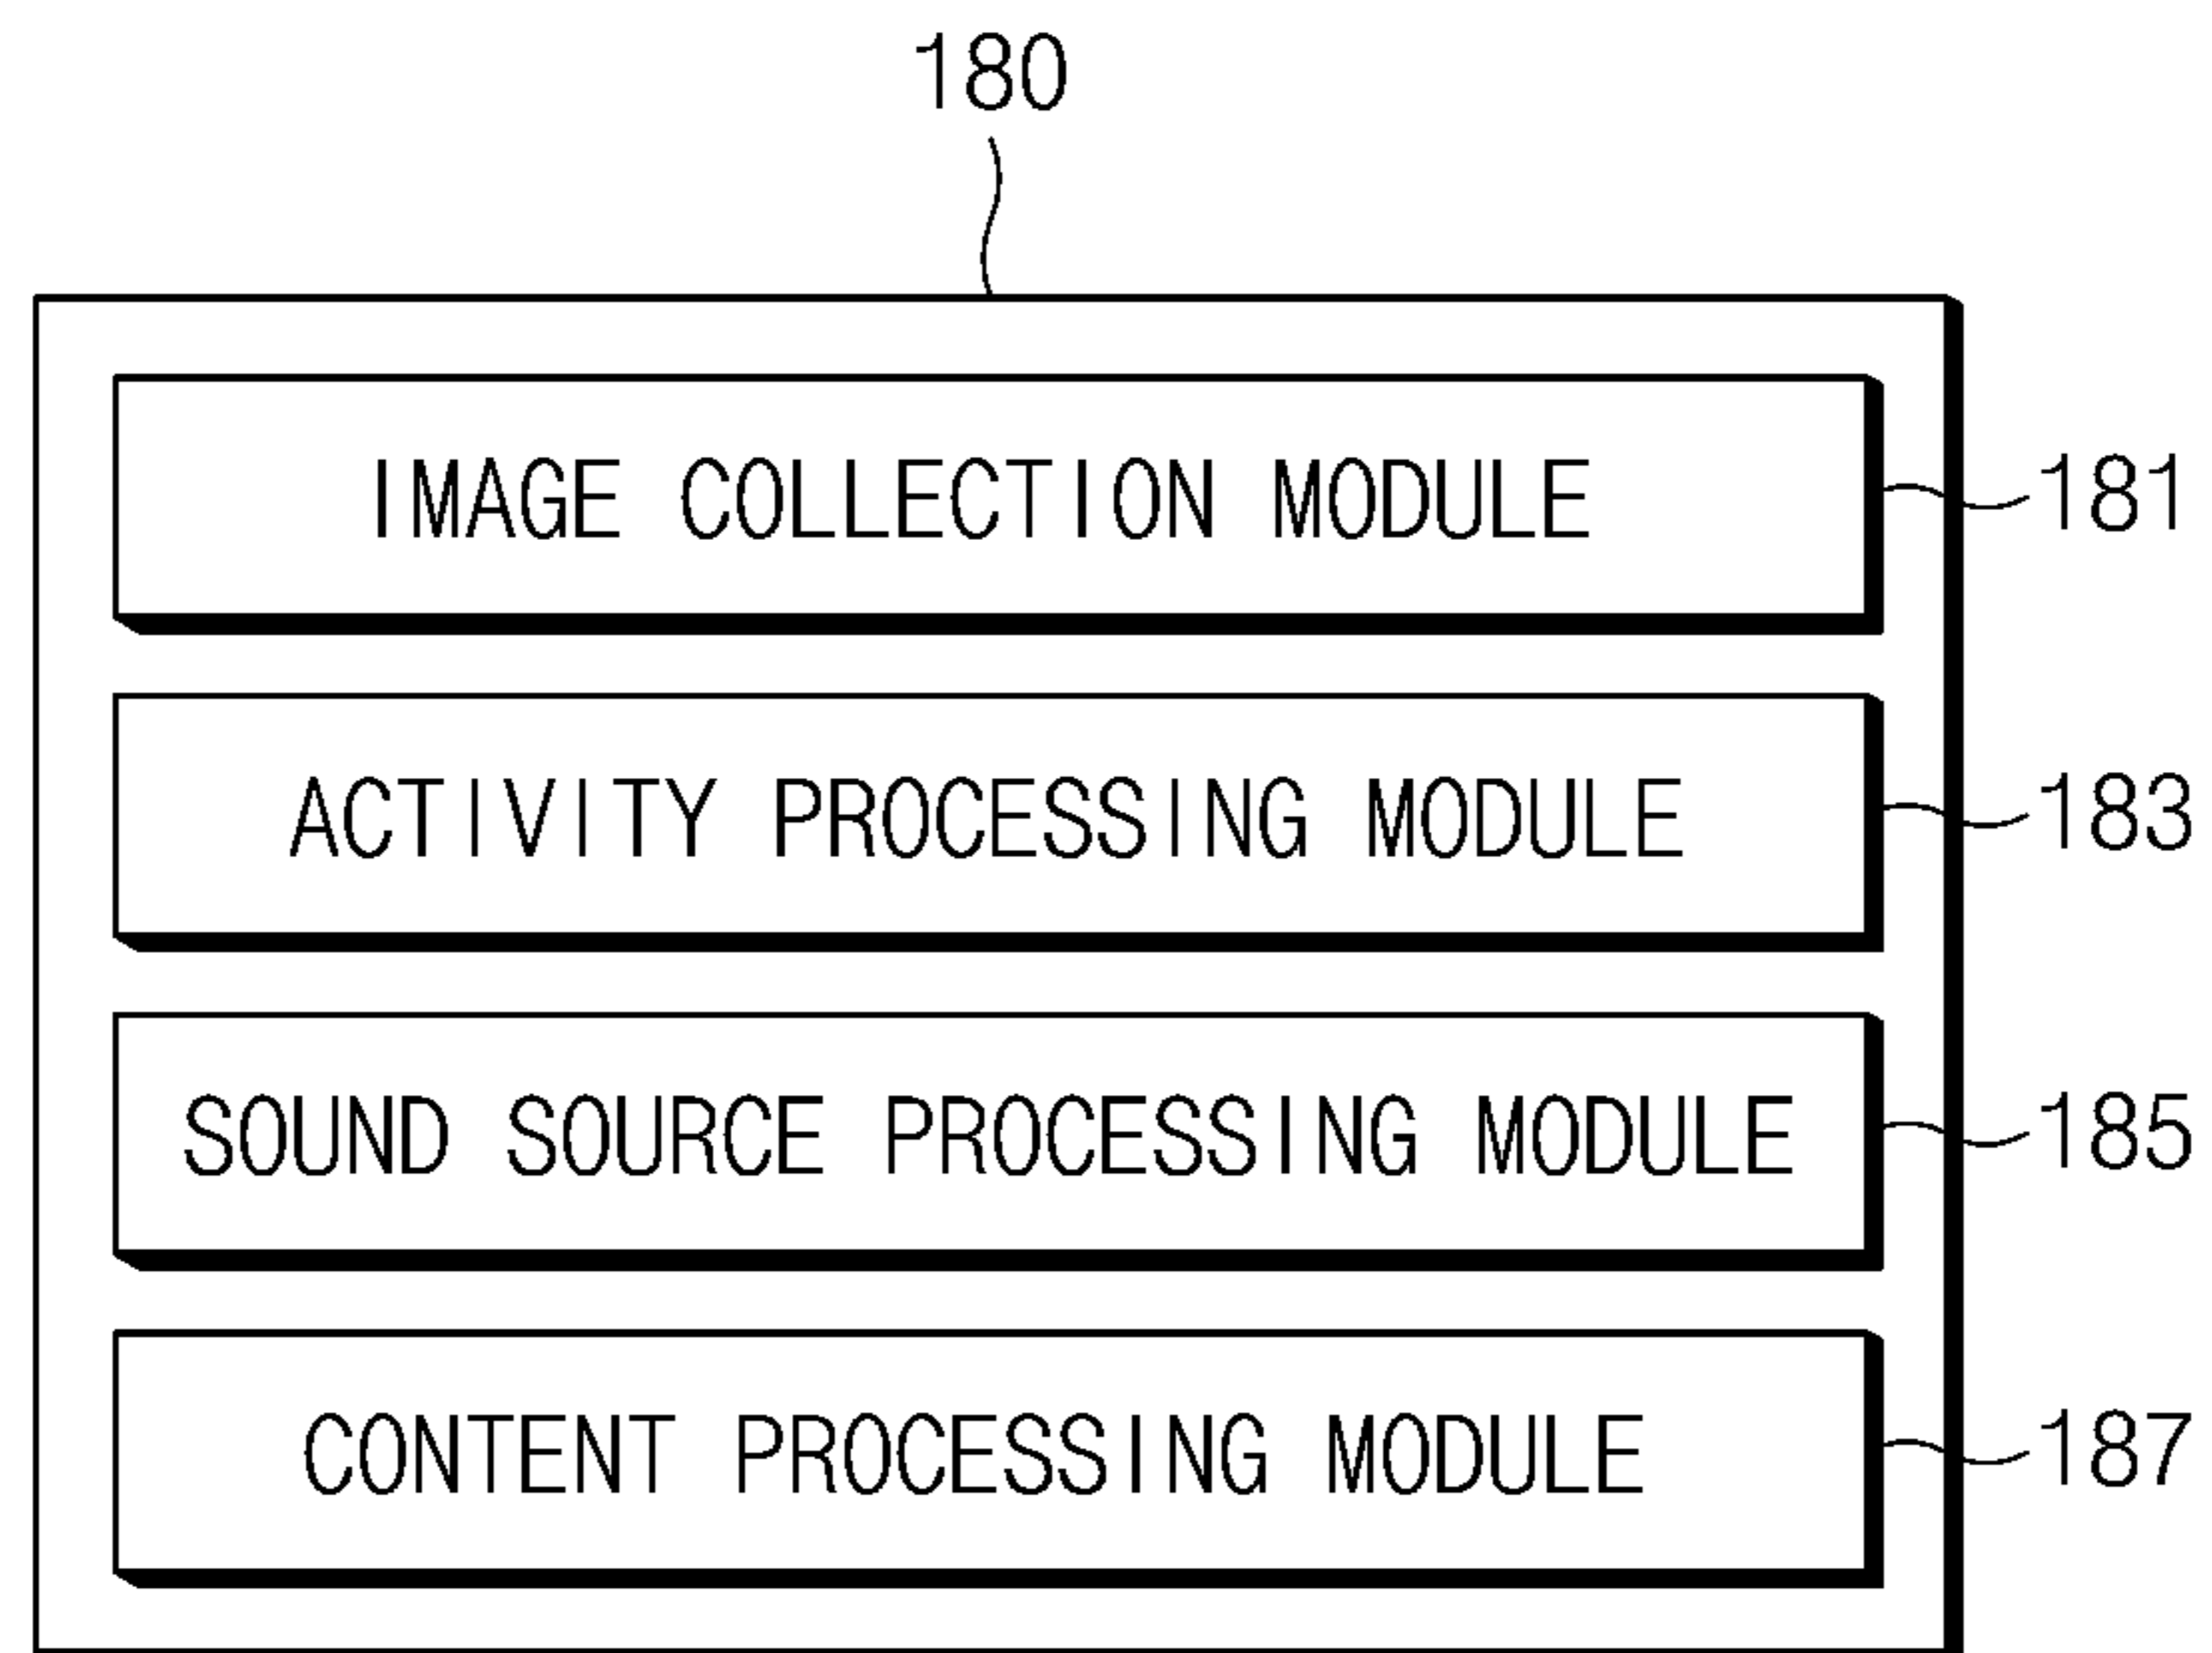 180
IMAGE COLLECTION MODULE 181
ACTIVITY PROCESSING MODULE 183
SOUND SOURCE PROCESSING MODULE 185
CONTENT PROCESSING MODULE 187